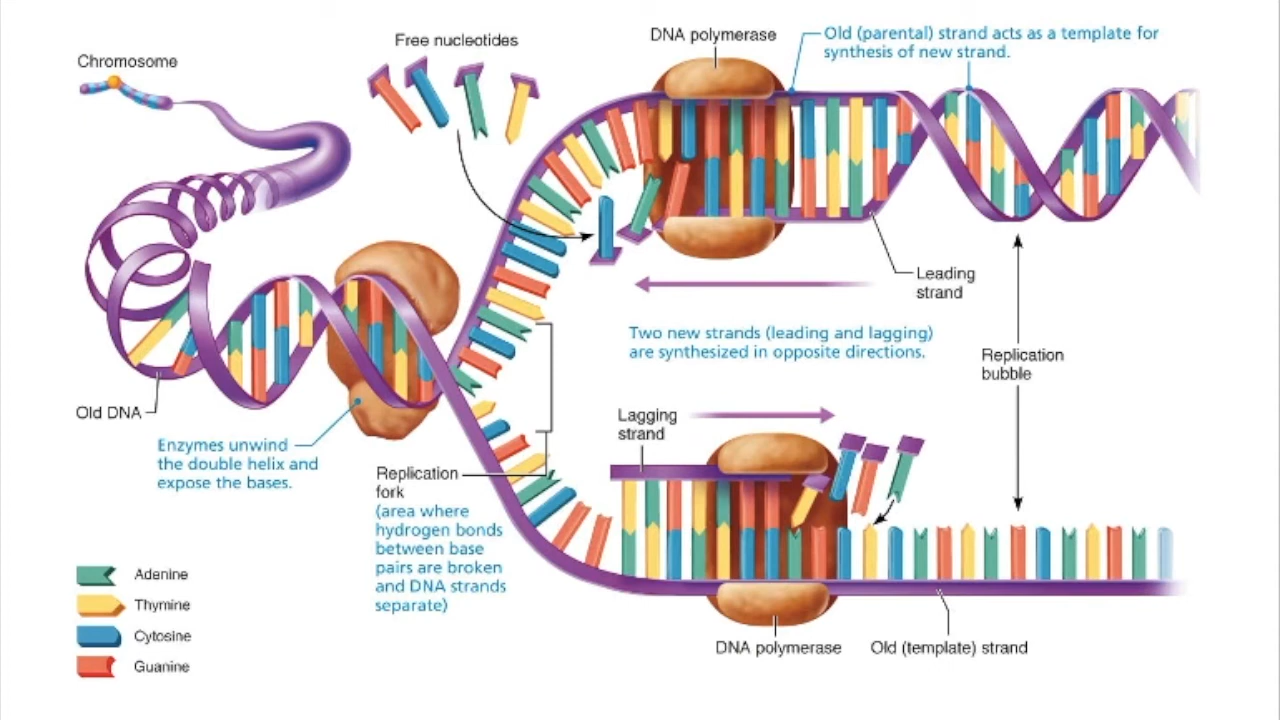 Chromosome
Free nucleotides
DNA polymerase
Old (parental) strand acts as a template for
synthesis of new strand.
Leading
strand
Two new strands (leading and lagging)
are synthesized in opposite directions.
Replication
bubble
Old DNA
Enzymes unwind
the double helix and
expose the bases.
Lagging
strand
Replication
fork
(area where
hydrogen bonds
between base
pairs are broken
and DNA strands
separate)
Adenine
Thymine
Cytosine
Guanine
DNA polymerase
Old (template) strand